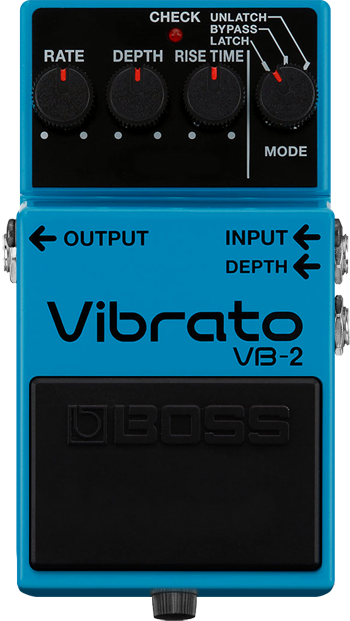 CHECK
UNLATCH
BYPASS
LATCH
RATE
DEPTH
RISE TIME
MODE
OUTPUT
INPUT
DEPTH
Vibrato
VB-2
BOSS